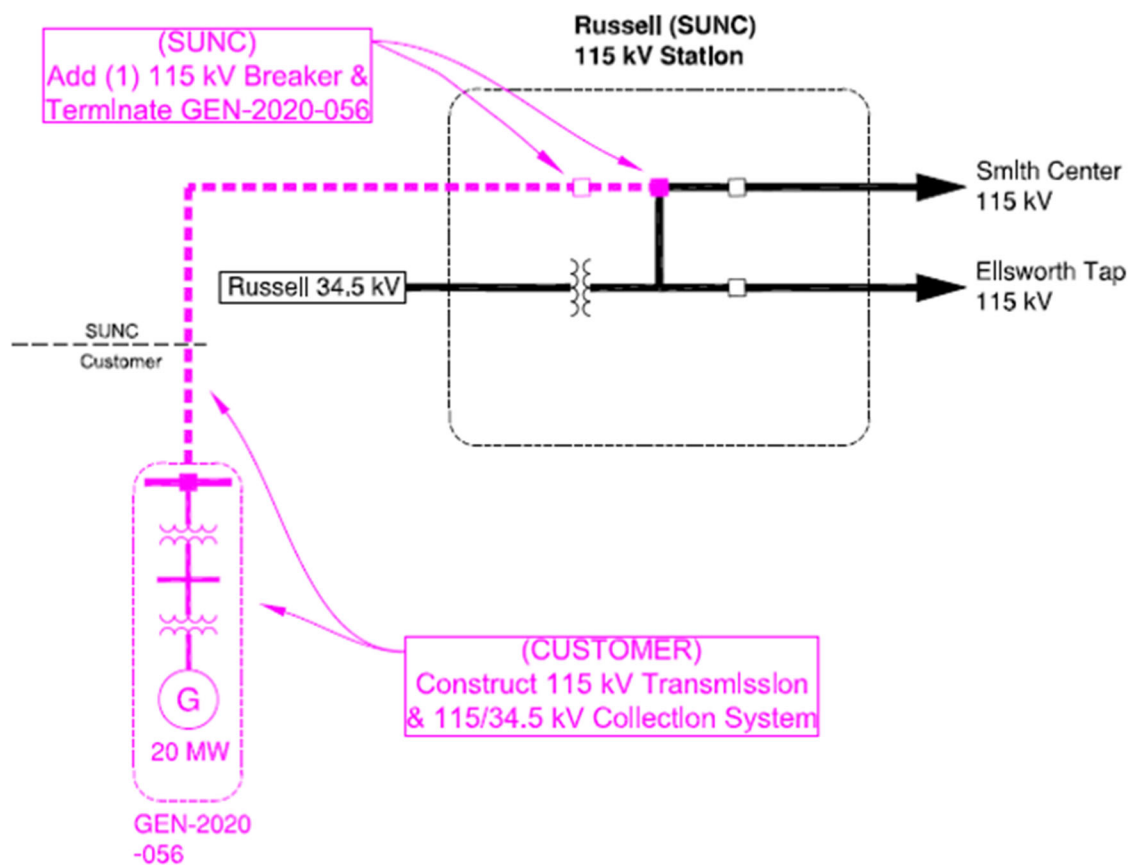 (SUNC)
Add (1) 115 kV Breaker &
Terminate GEN-2020-056
Russell (SUNC)
115 kV Station
Smith Center
115 kV
Russell 34.5 kV
Ellsworth Tap
115 kV
SUNC
Customer
(CUSTOMER)
Construct 115 kV Transmission
& 115/34.5 kV Collection System
G
20 MW
GEN-2020
-056